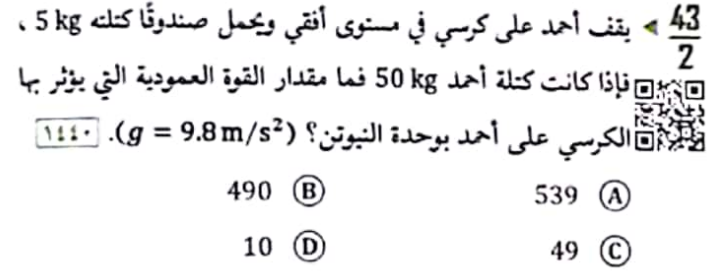 43/2 ◄ يقف أحمد على كرسي في مستوى أفقي ويحمل صندوقًا كتلته 5 kg ،
فإذا كانت كتلة أحمد 50 kg فما مقدار القوة العمودية التي يؤثر بها
الكرسي على أحمد بوحدة النيوتن؟ (g = 9.8 m/s²). ١٤٤٠
A 539 B 490
C 49 D 10